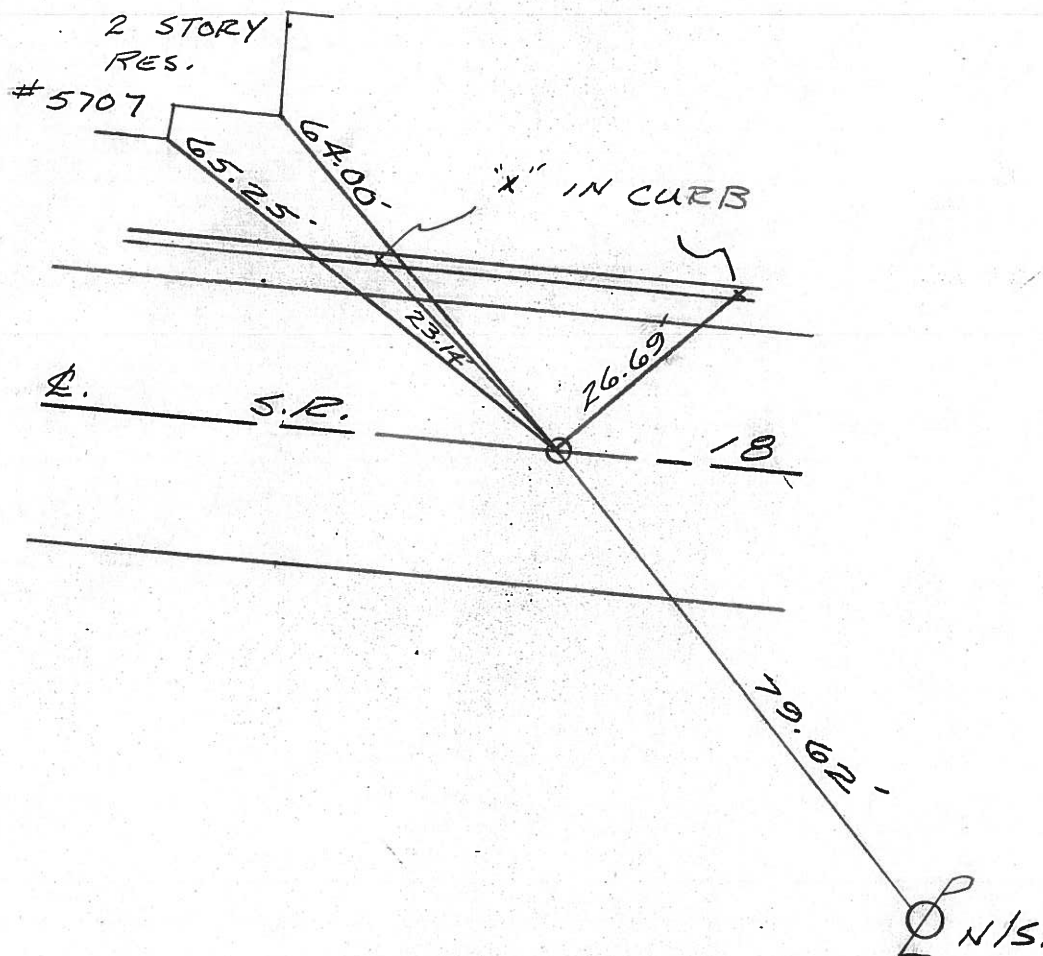 2 STORY
RES.
#5707
64.00'
65.25'
"x" IN CURB
23.14'
26.69'
℄. S.R. 18
79.62'
N/S.